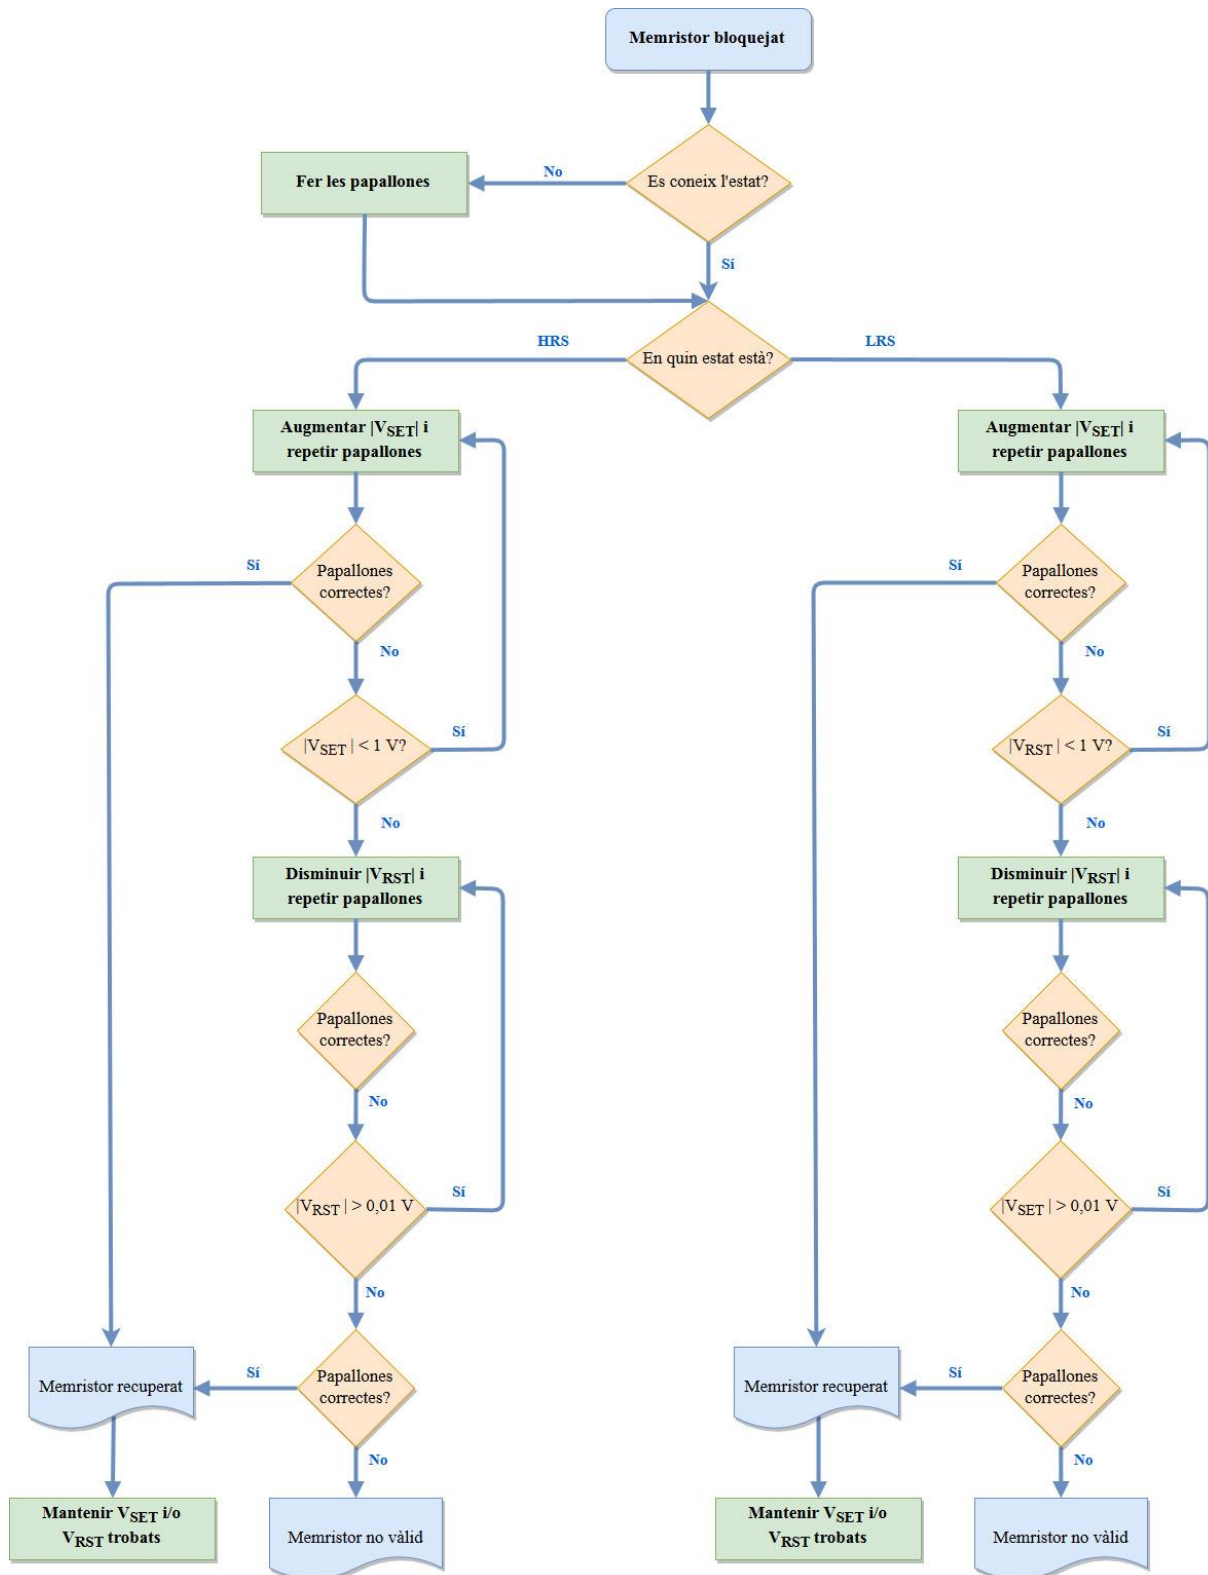 Memristor bloquejat
Es coneix l'estat?
No
Fer les papallones
Sí
En quin estat està?
HRS
LRS
Augmentar |VSET| i
repetir papallones
Papallones
correctes?
Sí
No
|VSET | < 1 V?
Sí
No
Disminuir |VRST| i
repetir papallones
Papallones
correctes?
No
|VRST | > 0,01 V
Sí
No
Papallones
correctes?
Sí
Memristor recuperat
No
Mantenir VSET i/o
VRST trobats
Memristor no vàlid
Augmentar |VSET| i
repetir papallones
Papallones
correctes?
Sí
No
|VRST | < 1 V?
Sí
No
Disminuir |VRST| i
repetir papallones
Papallones
correctes?
No
|VSET | > 0,01 V
Sí
No
Papallones
correctes?
Sí
Memristor recuperat
No
Mantenir VSET i/o
VRST trobats
Memristor no vàlid